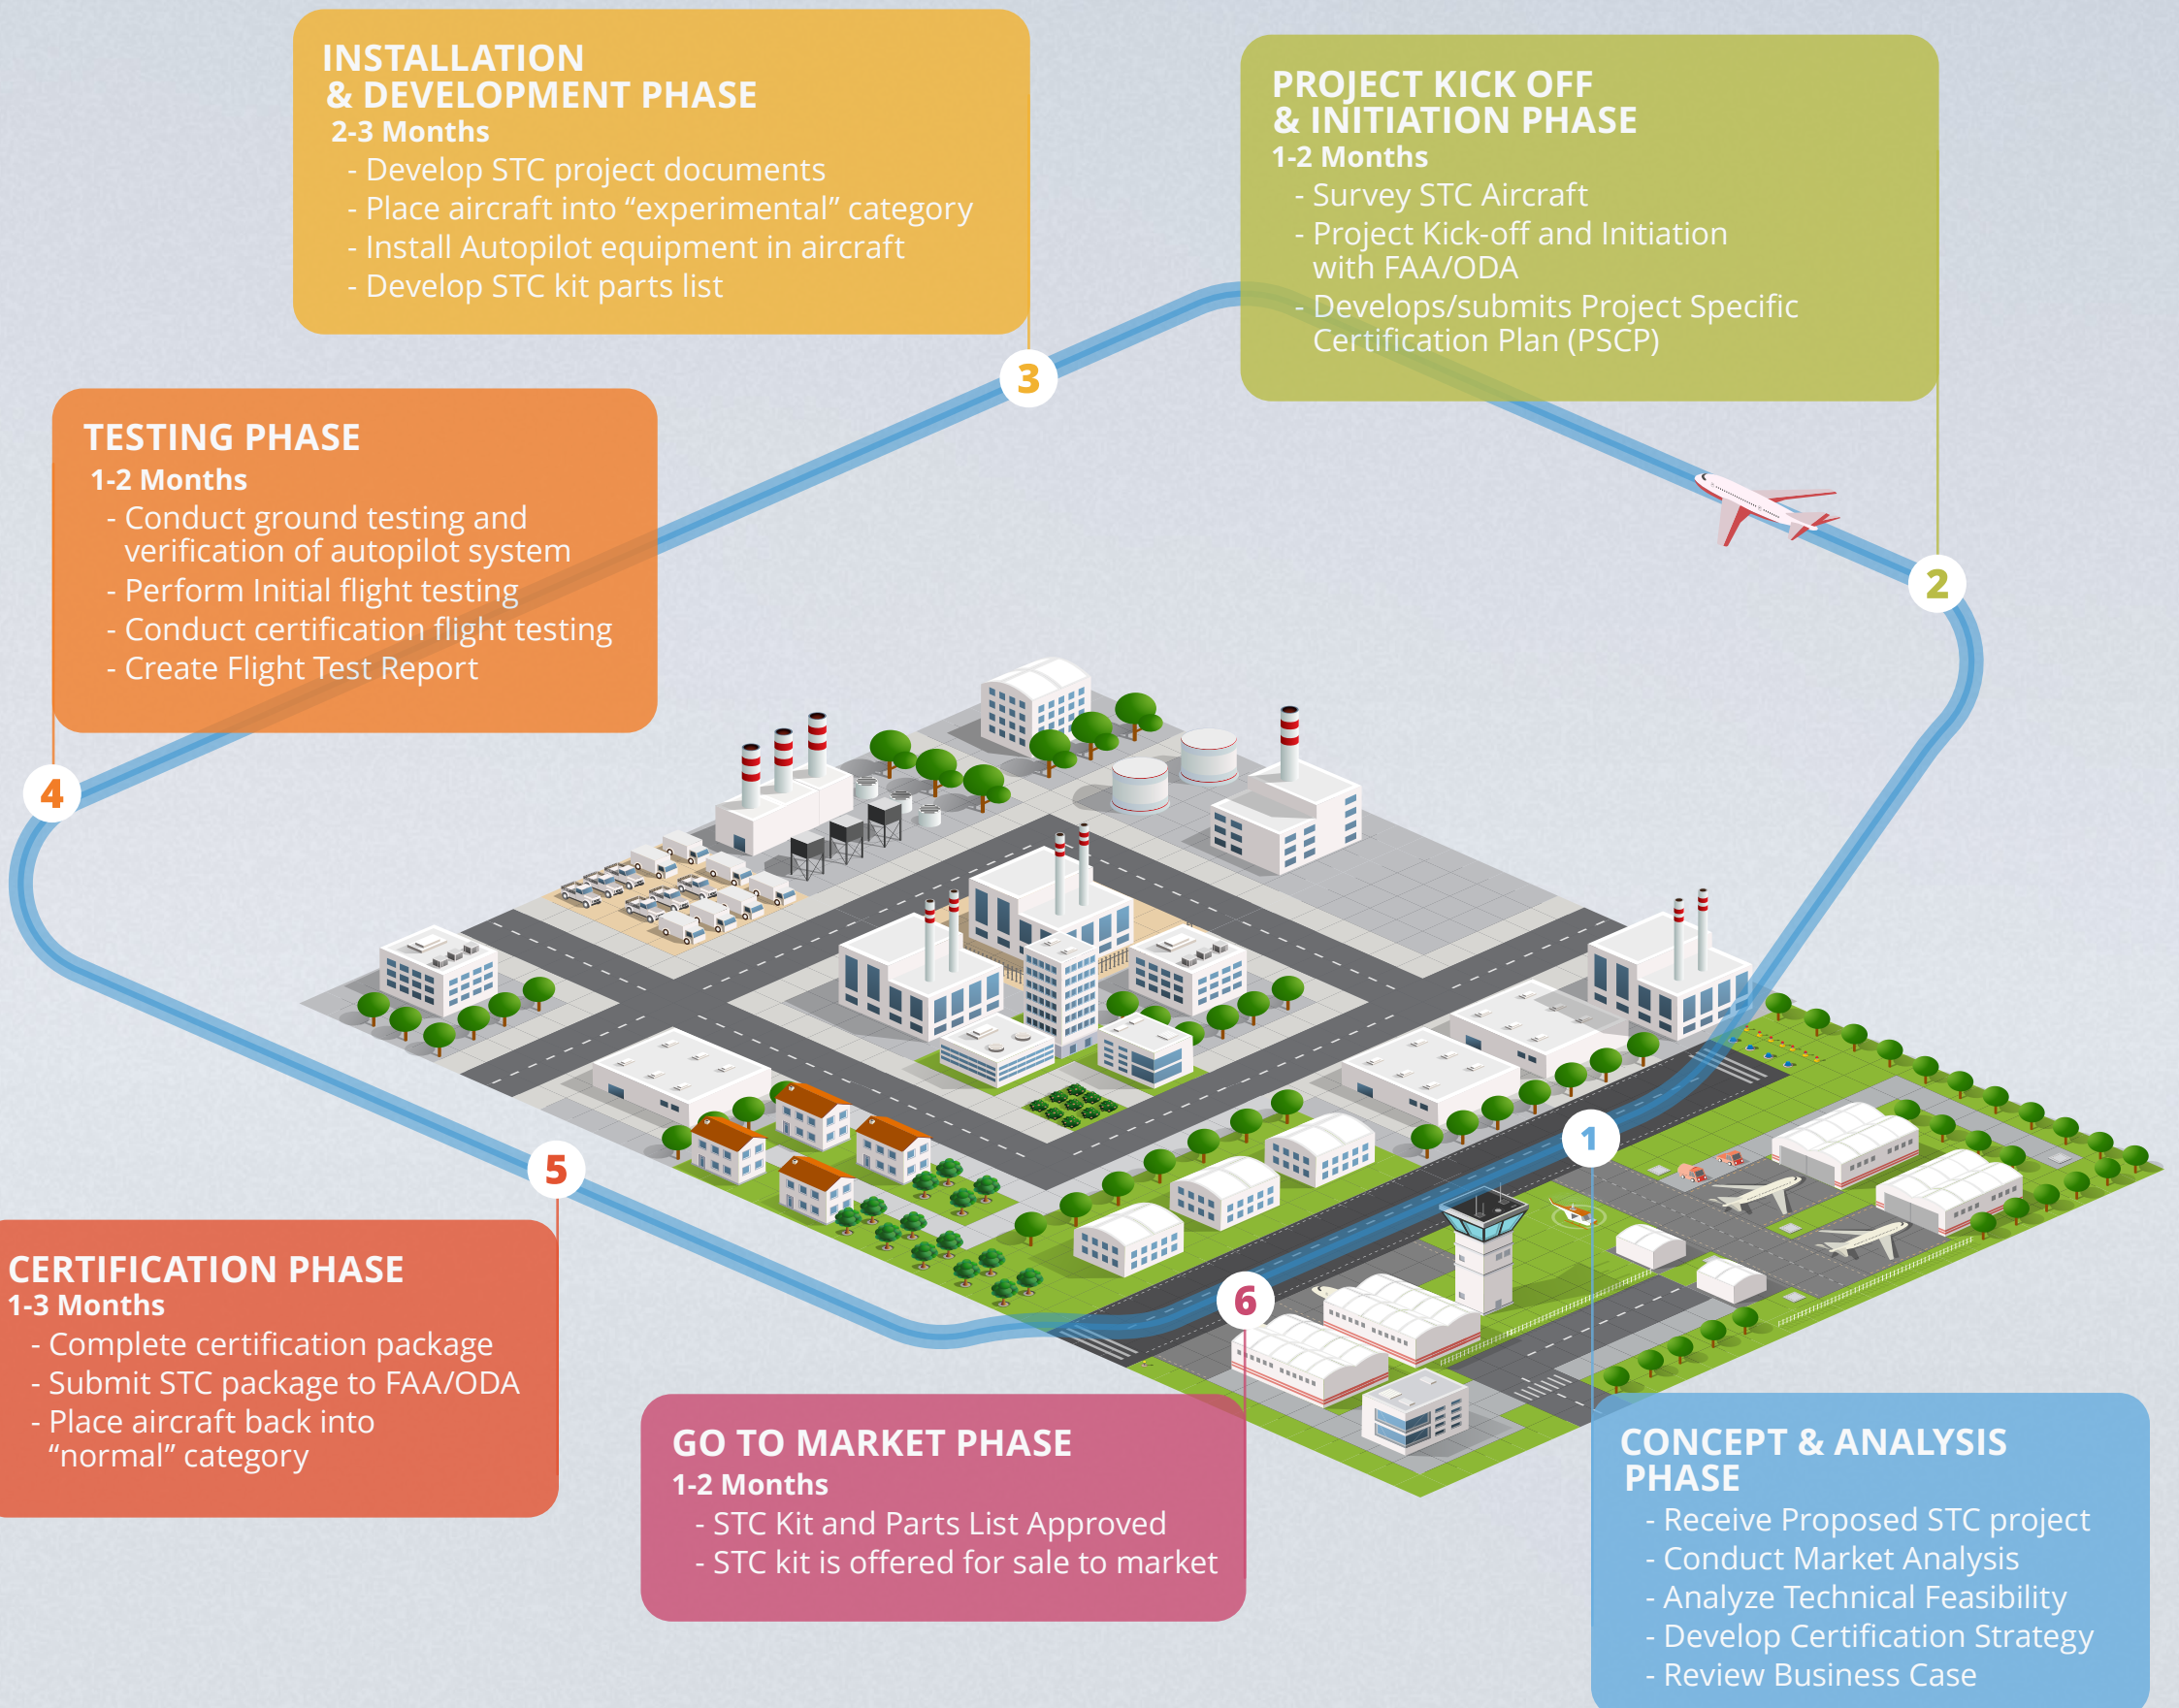 INSTALLATION
& DEVELOPMENT PHASE
2-3 Months
- Develop STC project documents
- Place aircraft into “experimental” category
- Install Autopilot equipment in aircraft
- Develop STC kit parts list
PROJECT KICK OFF
& INITIATION PHASE
1-2 Months
- Survey STC Aircraft
- Project Kick-off and Initiation
with FAA/ODA
- Develops/submits Project Specific
Certification Plan (PSCP)
3
TESTING PHASE
1-2 Months
- Conduct ground testing and
verification of autopilot system
- Perform Initial flight testing
- Conduct certification flight testing
- Create Flight Test Report
2
4
1
5
CERTIFICATION PHASE
1-3 Months
- Complete certification package
- Submit STC package to FAA/ODA
- Place aircraft back into
“normal” category
6
GO TO MARKET PHASE
1-2 Months
- STC Kit and Parts List Approved
- STC kit is offered for sale to market
CONCEPT & ANALYSIS
PHASE
- Receive Proposed STC project
- Conduct Market Analysis
- Analyze Technical Feasibility
- Develop Certification Strategy
- Review Business Case